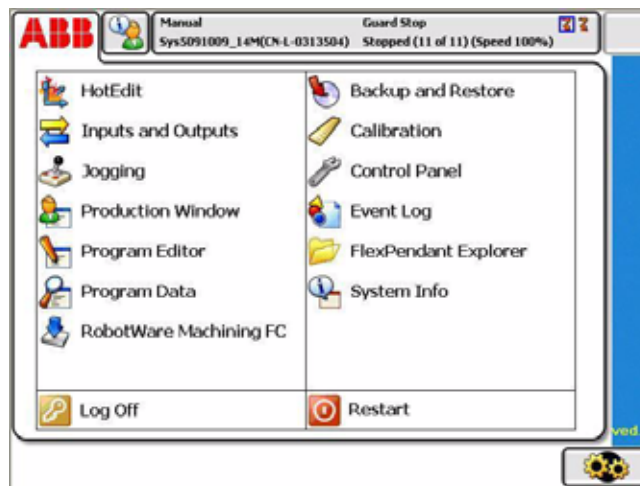 ABB
Manual
Guard Stop
Sys5091009_14M(CN-L-0313504)
Stopped (11 of 11) (Speed 100%)
HotEdit
Backup and Restore
Inputs and Outputs
Calibration
Jogging
Control Panel
Production Window
Event Log
Program Editor
FlexPendant Explorer
Program Data
System Info
RobotWare Machining FC
Log Off
Restart
ved.